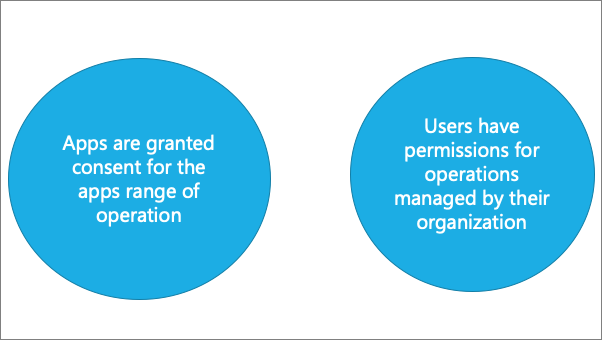 Apps are granted
consent for the
apps range of
operation
Users have
permissions for
operations
managed by their
organization